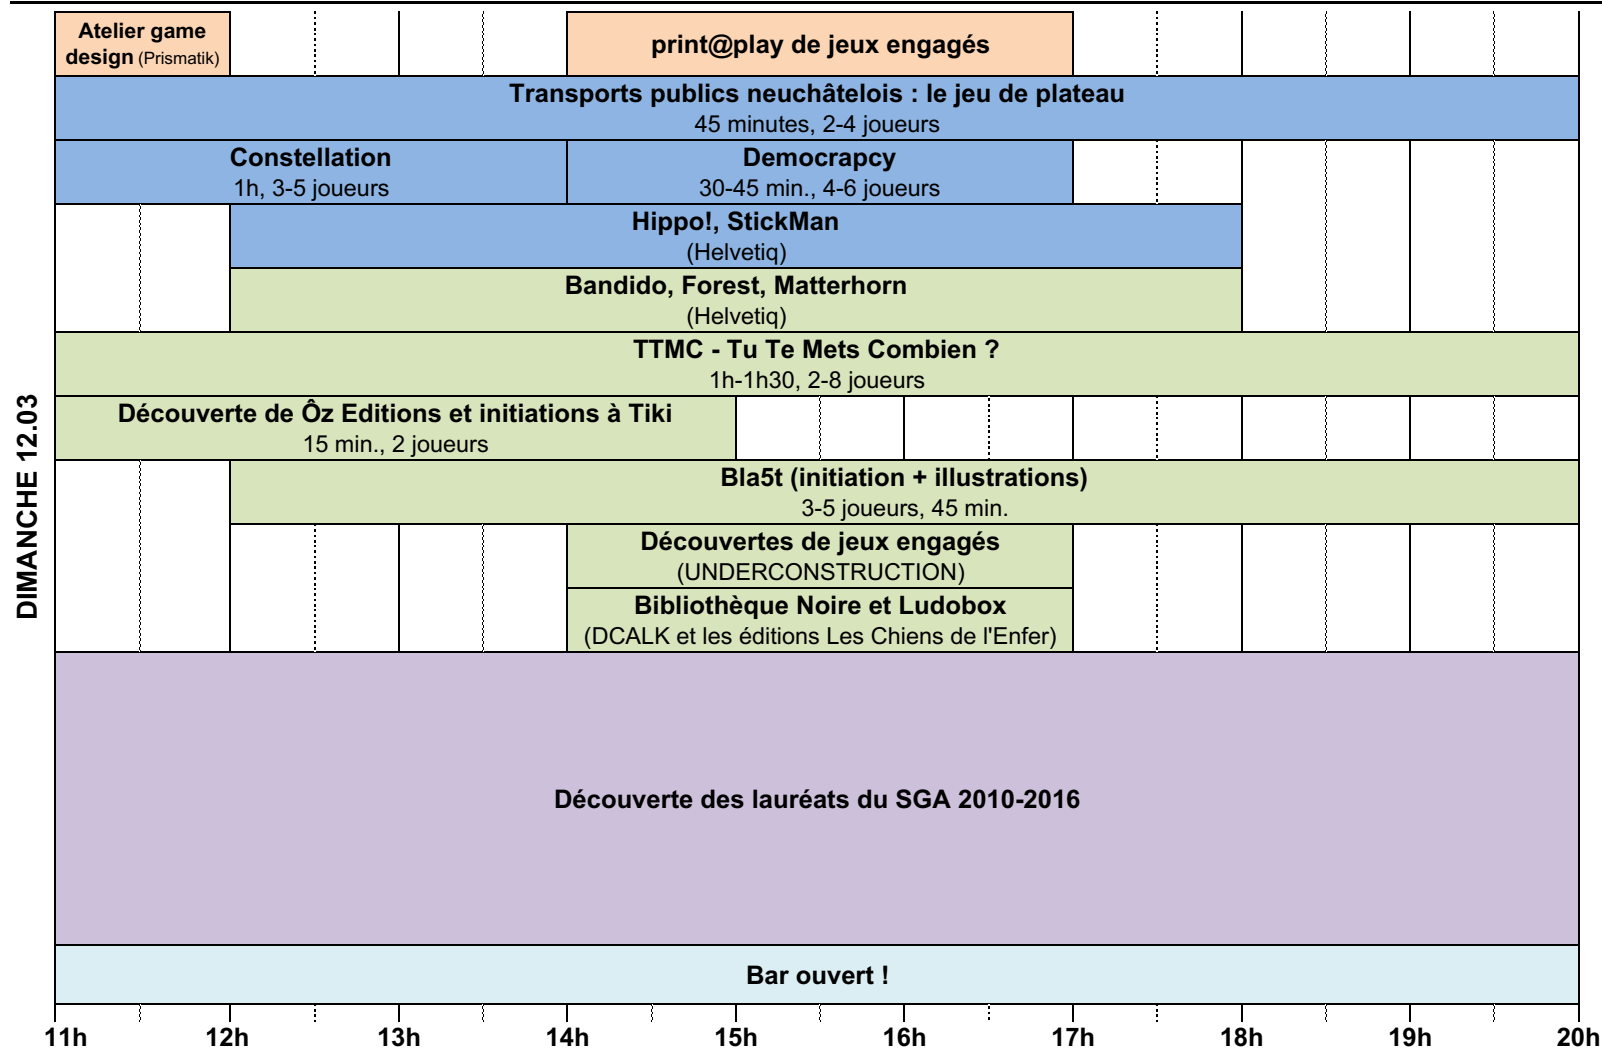 Atelier game
design (Prismatik)
print@play de jeux engagés
Transports publics neuchâtelois : le jeu de plateau
45 minutes, 2-4 joueurs
Constellation
1h, 3-5 joueurs
Democrapcy
30-45 min., 4-6 joueurs
Hippo!, StickMan
(Helvetiq)
Bandido, Forest, Matterhorn
(Helvetiq)
TTMC - Tu Te Mets Combien ?
1h-1h30, 2-8 joueurs
Découverte de Ôz Editions et initiations à Tiki
15 min., 2 joueurs
Bla5t (initiation + illustrations)
3-5 joueurs, 45 min.
Découvertes de jeux engagés
(UNDERCONSTRUCTION)
Bibliothèque Noire et Ludobox
(DCALK et les éditions Les Chiens de l'Enfer)
DIMANCHE 12.03
Découverte des lauréats du SGA 2010-2016
Bar ouvert !
11h 12h 13h 14h 15h 16h 17h 18h 19h 20h